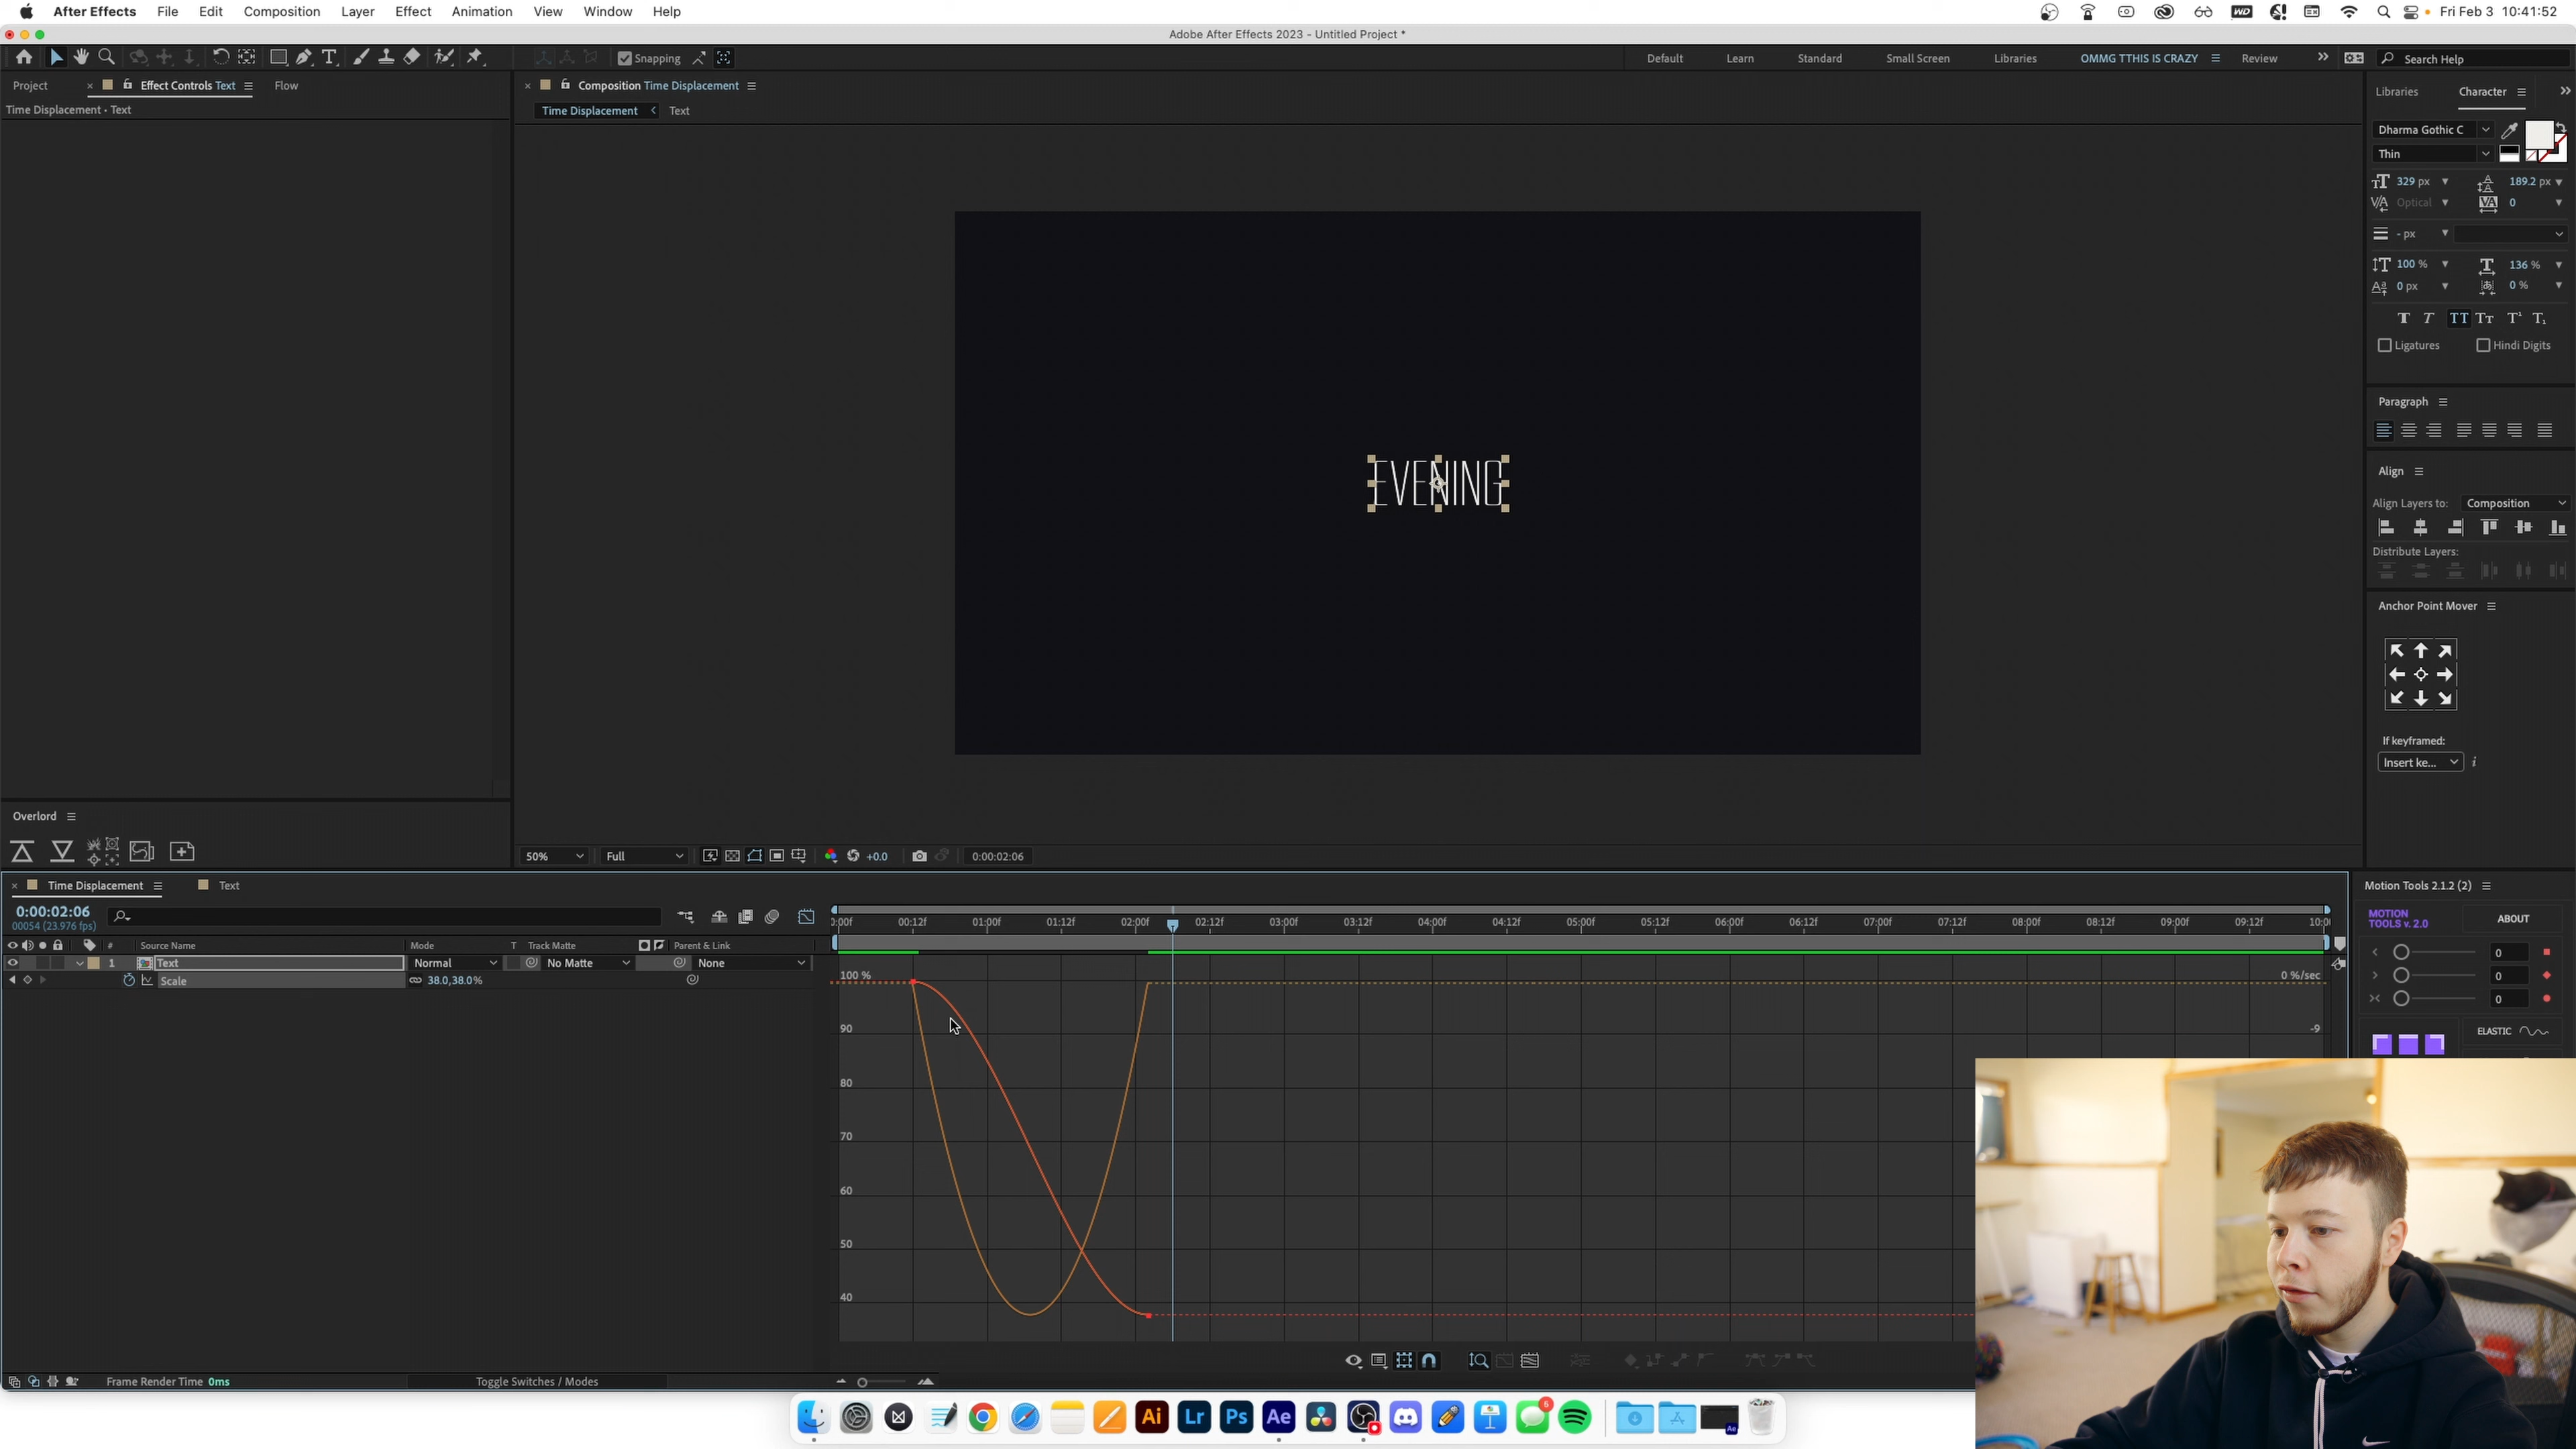 After Effects File Edit Composition Layer Effect Animation View Window Help
WD Fri Feb 3 10:41:52
Adobe After Effects 2023 - Untitled Project *
Snapping
Default Learn Standard Small Screen Libraries OMMG TTHIS IS CRAZY Review
Search Help
Project Effect Controls Text Flow
Time Displacement • Text
Composition Time Displacement
Time Displacement < Text
Libraries Character
Dharma Gothic C
Thin
329 px 189.2 px
Optical 0
- px
100 % 136 %
0 px 0 %
Ligatures Hindi Digits
Paragraph
Align
Align Layers to: Composition
Distribute Layers:
Anchor Point Mover
If keyframed:
Insert ke...
EVENING
Overlord
50% Full +0.0 0:00:02:06
Time Displacement Text
0:00:02:06
00054 (23.976 fps)
:00f 00:12f 01:00f 01:12f 02:00f 02:12f 03:00f 03:12f 04:00f 04:12f 05:00f 05:12f 06:00f 06:12f 07:00f 07:12f 08:00f 08:12f 09:00f 09:12f 10:0
# Source Name Mode T Track Matte Parent & Link
1 Text Normal No Matte None
Scale 38.0,38.0%
100 % 0 %/sec
90 -9
80
70
60
50
40
Motion Tools 2.1.2 (2)
MOTION
TOOLS v. 2.0
ABOUT
0
0
0
ELASTIC
Frame Render Time 0ms Toggle Switches / Modes
Ai Lr Ps Ae 6 Ae